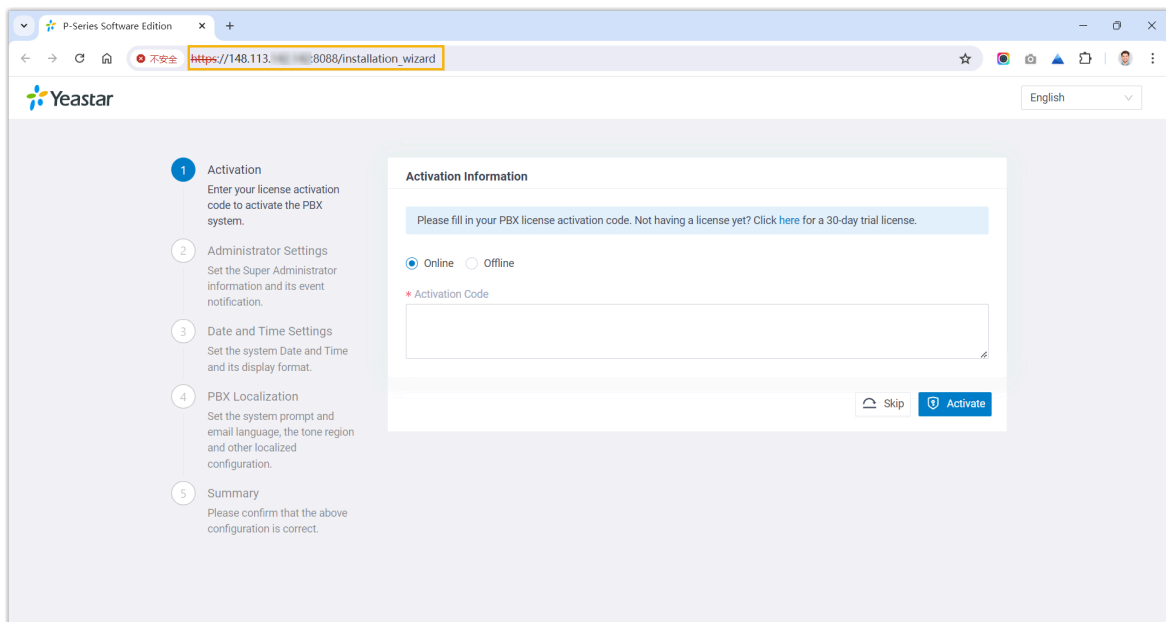 P-Series Software Edition
不安全
https://148.113. :8088/installation_wizard
Yeastar
English
1
Activation
Enter your license activation
code to activate the PBX
system.
2
Administrator Settings
Set the Super Administrator
information and its event
notification.
3
Date and Time Settings
Set the system Date and Time
and its display format.
4
PBX Localization
Set the system prompt and
email language, the tone region
and other localized
configuration.
5
Summary
Please confirm that the above
configuration is correct.
Activation Information
Please fill in your PBX license activation code. Not having a license yet? Click here for a 30-day trial license.
Online Offline
* Activation Code
Skip Activate